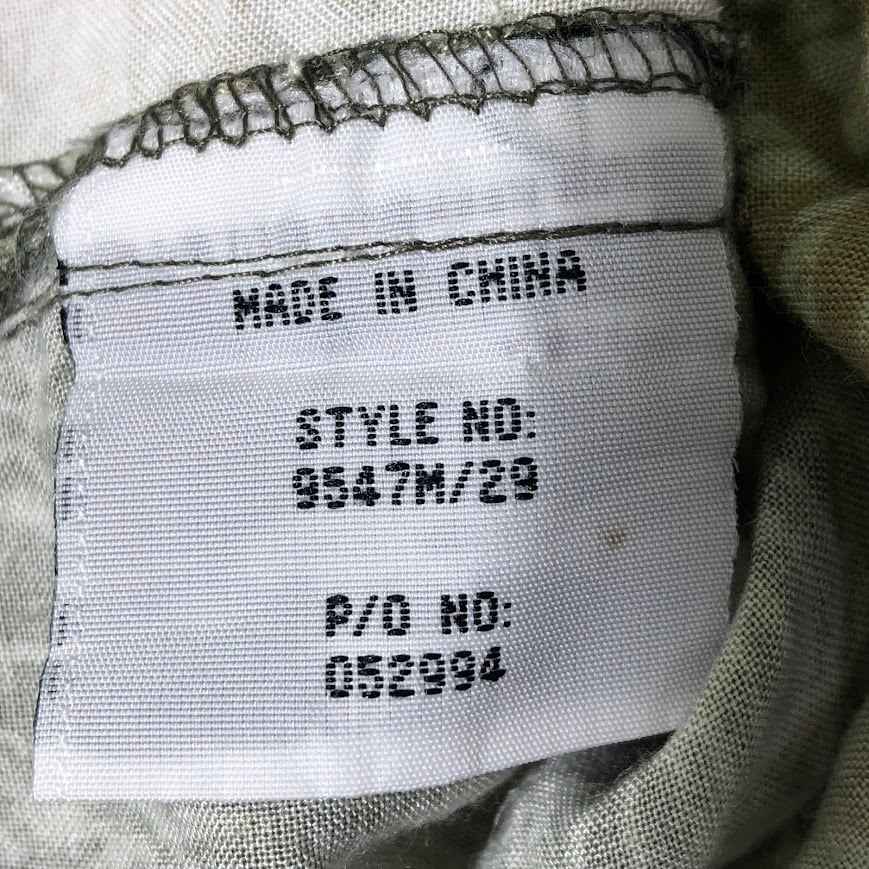 MADE IN CHINA
STYLE NO:
9547M/29
P/O NO:
052994